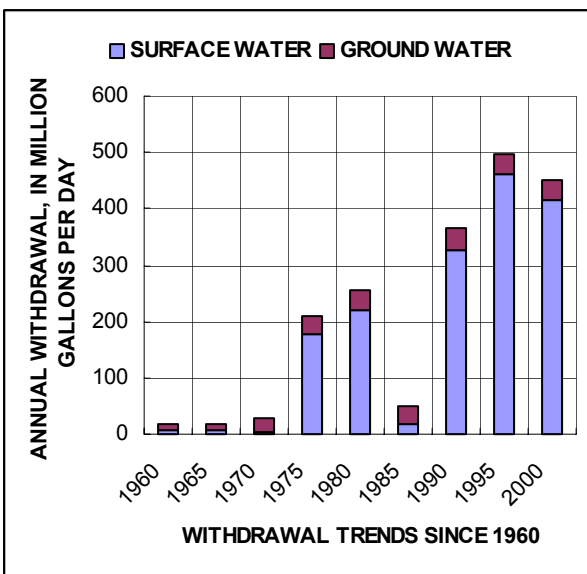 SURFACE WATER GROUND WATER
ANNUAL WITHDRAWAL, IN MILLION
GALLONS PER DAY
600
500
400
300
200
100
0
1960 1965 1970 1975 1980 1985 1990 1995 2000
WITHDRAWAL TRENDS SINCE 1960